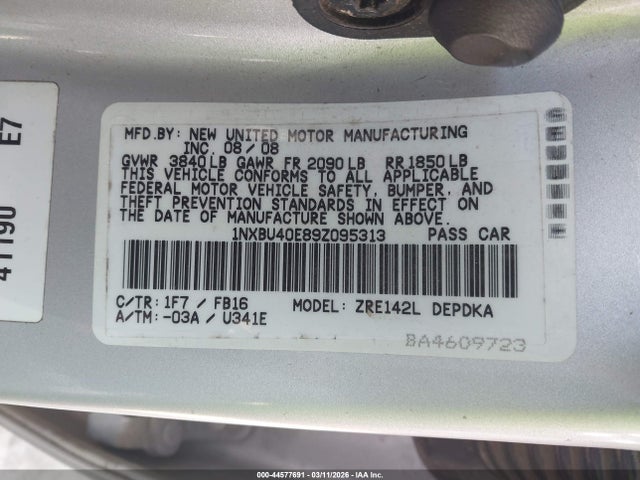 MFD.BY: NEW UNITED MOTOR MANUFACTURING
INC. 08/08
GVWR 3840LB GAWR FR 2090LB RR1850LB
THIS VEHICLE CONFORMS TO ALL APPLICABLE
FEDERAL MOTOR VEHICLE SAFETY, BUMPER, AND
THEFT PREVENTION STANDARDS IN EFFECT ON
THE DATE OF MANUFACTURE SHOWN ABOVE.
1NXBU40E89Z095313 PASS CAR
C/TR: 1F7 / FB16 MODEL: ZRE142L DEPDKA
A/TM: -03A / U341E
BA4609723
41190 E7
000-44577691 - 03/11/2026 - IAA Inc.